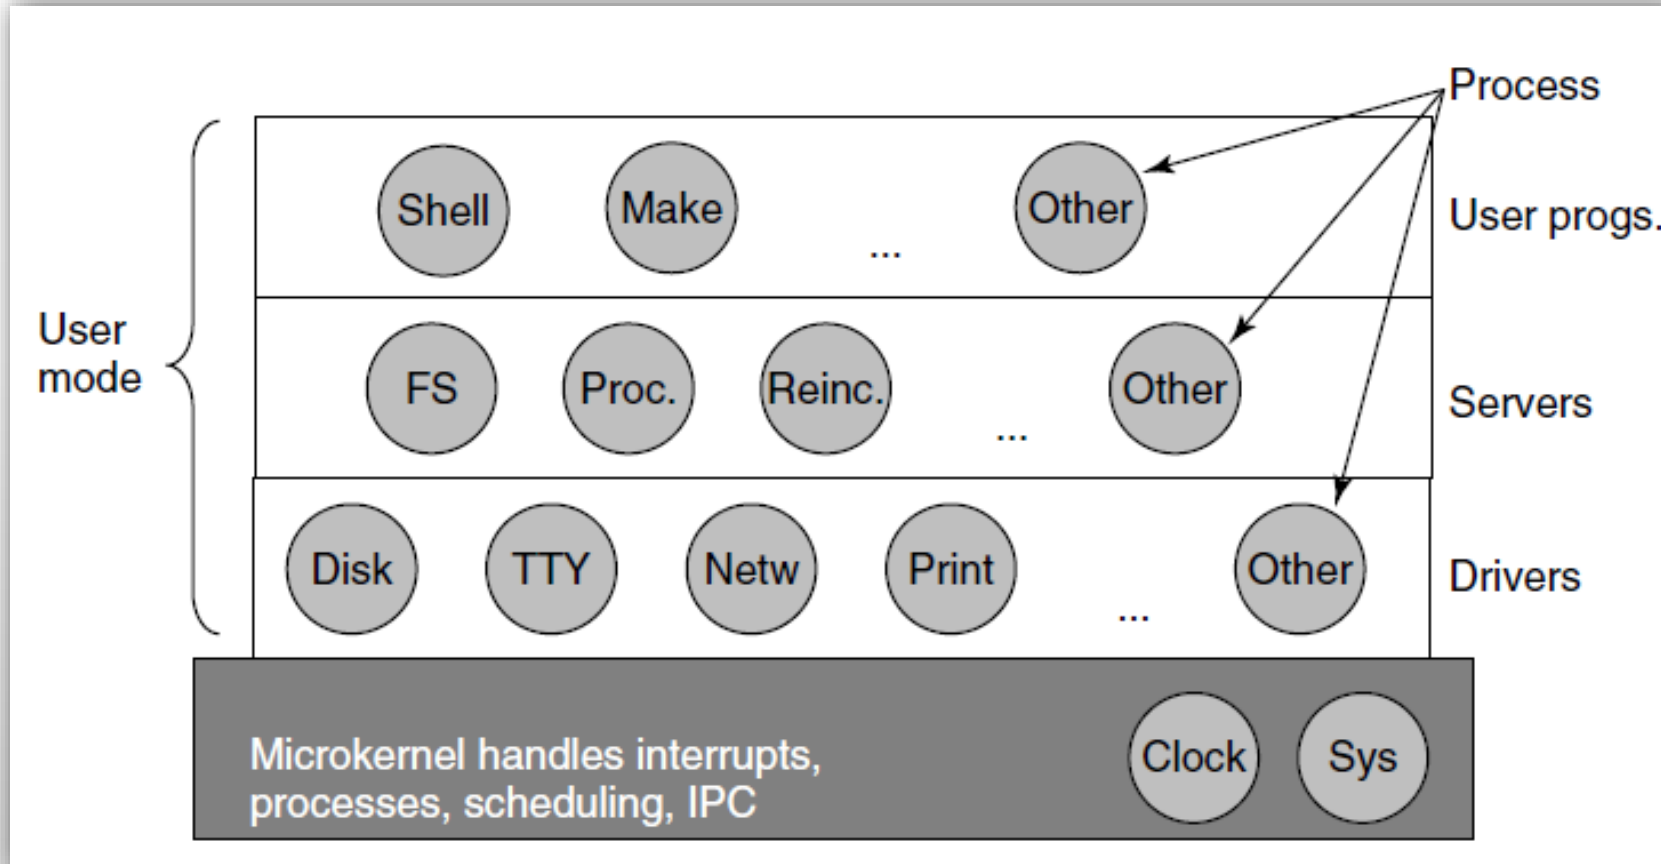 Process
Shell
Make
...
Other
User progs.
User
mode
FS
Proc.
Reinc.
...
Other
Servers
Disk
TTY
Netw
Print
...
Other
Drivers
Microkernel handles interrupts,
processes, scheduling, IPC
Clock
Sys